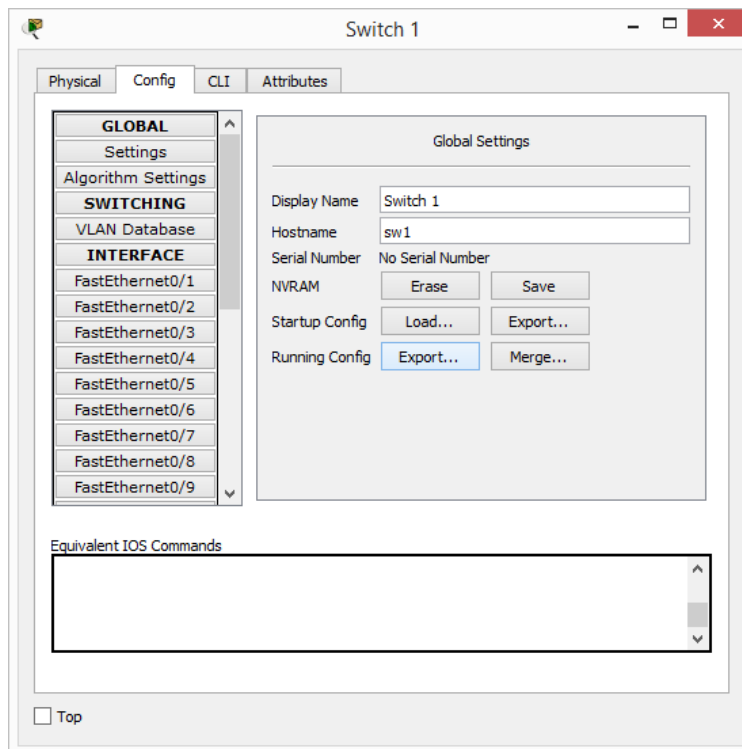 Switch 1
Physical Config CLI Attributes
GLOBAL
Settings
Algorithm Settings
SWITCHING
VLAN Database
INTERFACE
FastEthernet0/1
FastEthernet0/2
FastEthernet0/3
FastEthernet0/4
FastEthernet0/5
FastEthernet0/6
FastEthernet0/7
FastEthernet0/8
FastEthernet0/9
Global Settings
Display Name Switch 1
Hostname sw1
Serial Number No Serial Number
NVRAM Erase Save
Startup Config Load... Export...
Running Config Export... Merge...
Equivalent IOS Commands
Top